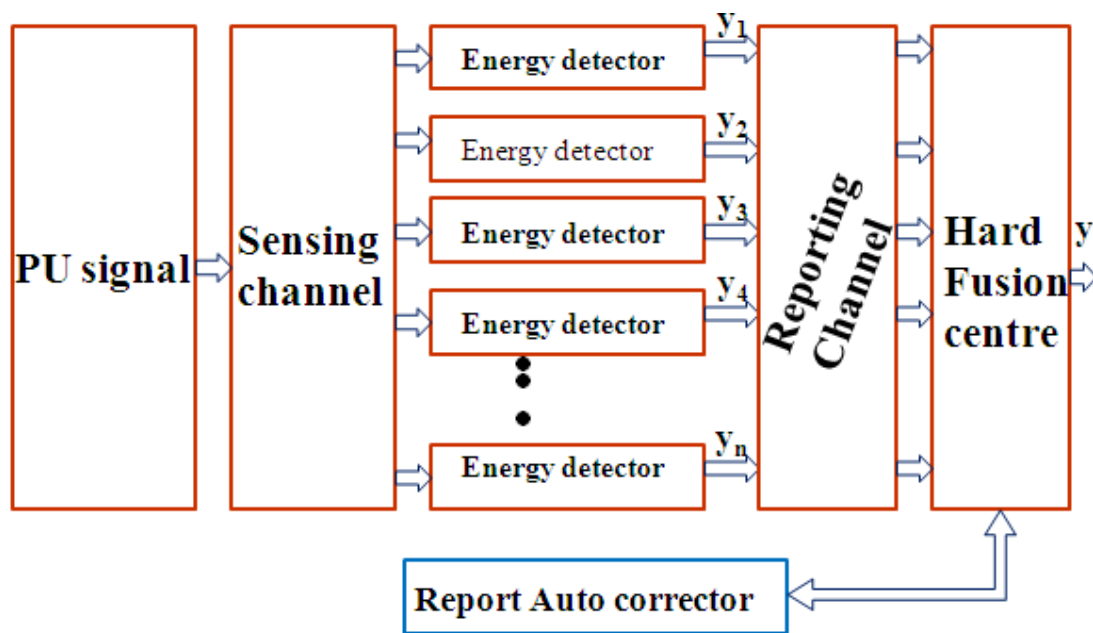 PU signal
Sensing
channel
Energy detector
Energy detector
Energy detector
Energy detector
Energy detector
y1
y2
y3
y4
yn
Reporting
Channel
Hard
Fusion
centre
y
Report Auto corrector